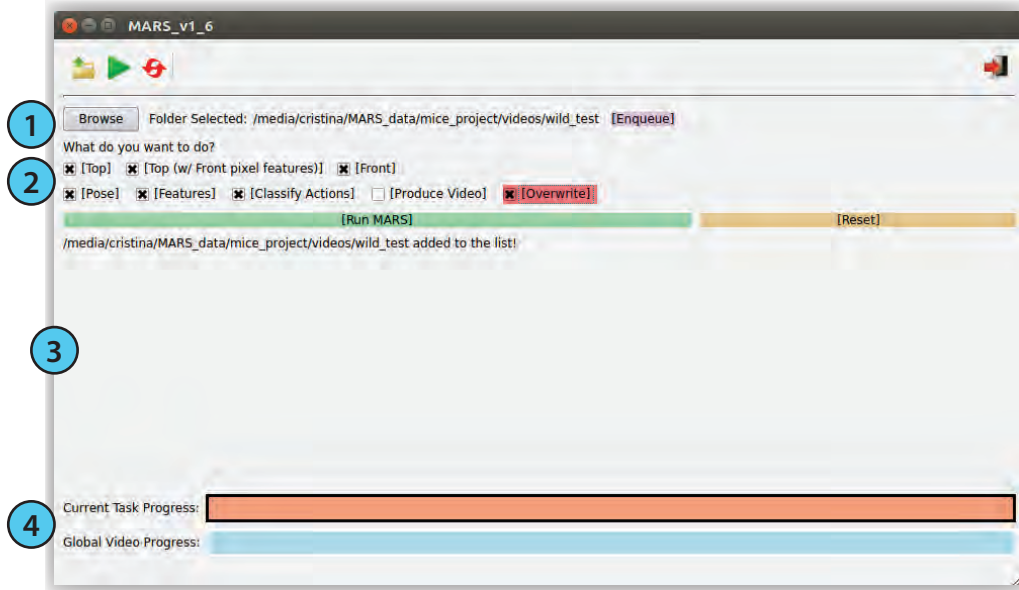 MARS_v1_6
1
Browse Folder Selected: /media/cristina/MARS_data/mice_project/videos/wild_test [Enqueue]
What do you want to do?
2
[Top] [Top (w/ Front pixel features)] [Front]
[Pose] [Features] [Classify Actions] [Produce Video] [Overwrite]
[Run MARS] [Reset]
/media/cristina/MARS_data/mice_project/videos/wild_test added to the list!
3
4
Current Task Progress:
Global Video Progress: